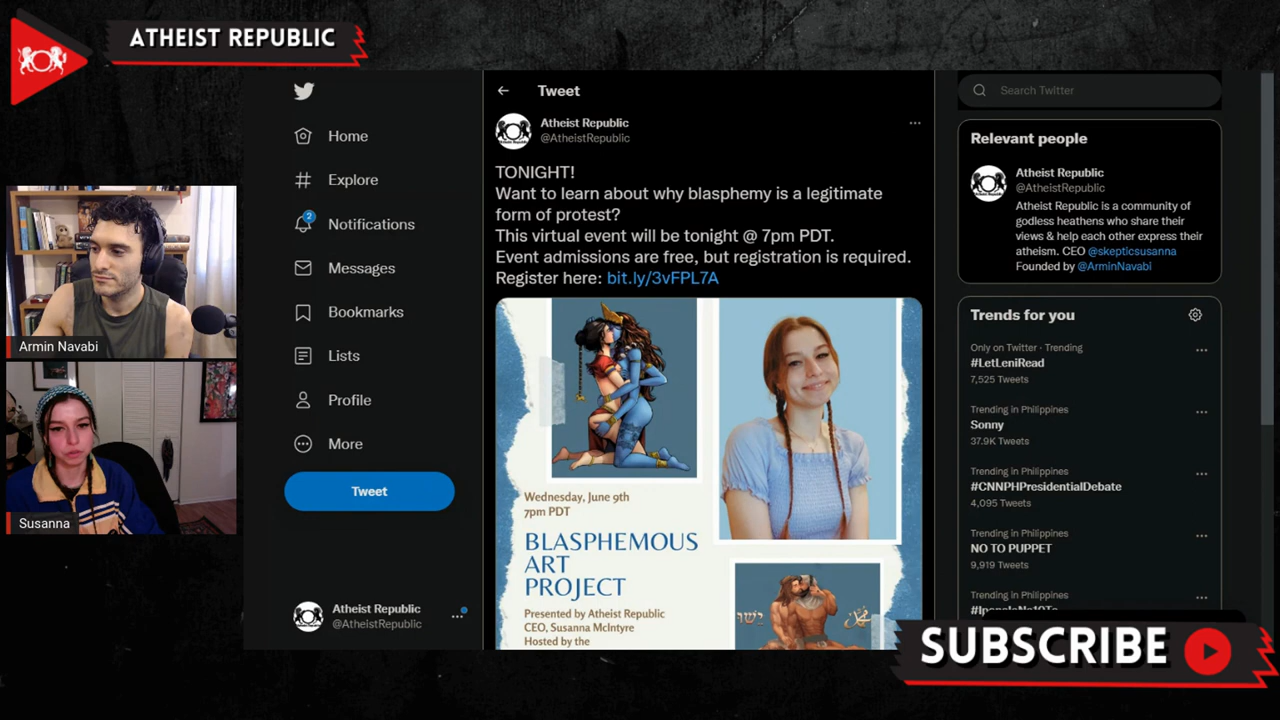 ATHEIST REPUBLIC
Armin Navabi
Susanna
Home
Explore
2
Notifications
Messages
Bookmarks
Lists
Profile
More
Tweet
Atheist Republic
@AtheistRepublic
Tweet
Atheist Republic
@AtheistRepublic
TONIGHT!
Want to learn about why blasphemy is a legitimate
form of protest?
This virtual event will be tonight @ 7pm PDT.
Event admissions are free, but registration is required.
Register here: bit.ly/3vFPL7A
Wednesday, June 9th
7pm PDT
BLASPHEMOUS
ART
PROJECT
Presented by Atheist Republic
CEO, Susanna McIntyre
Hosted by the
ישו
محمد
Search Twitter
Relevant people
Atheist Republic
@AtheistRepublic
Atheist Republic is a community of
godless heathens who share their
views & help each other express their
atheism. CEO @skepticsusanna
Founded by @ArminNavabi
Trends for you
Only on Twitter · Trending
#LetLeniRead
7,525 Tweets
Trending in Philippines
Sonny
37.9K Tweets
Trending in Philippines
#CNNPHPresidentialDebate
4,095 Tweets
Trending in Philippines
NO TO PUPPET
9,919 Tweets
Trending in Philippines
SUBSCRIBE